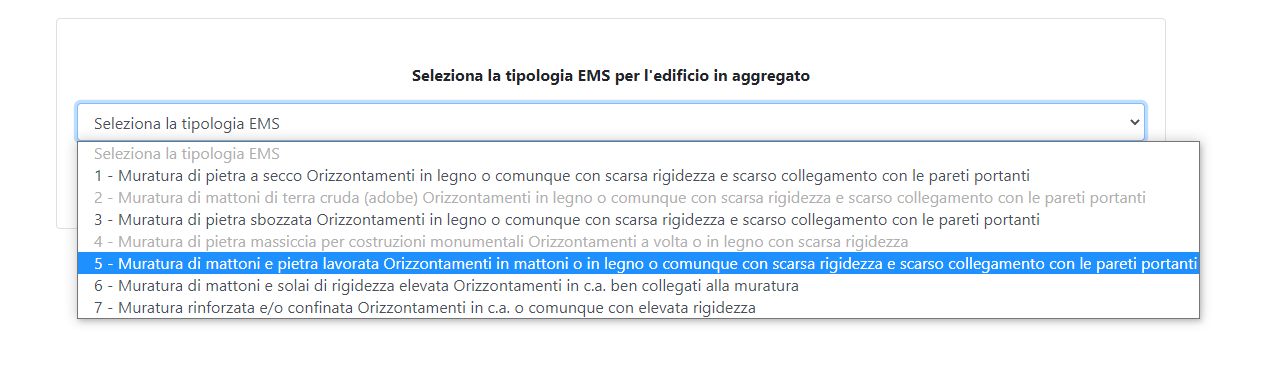 Seleziona la tipologia EMS per l'edificio in aggregato
Seleziona la tipologia EMS
Seleziona la tipologia EMS
1 - Muratura di pietra a secco Orizzontamenti in legno o comunque con scarsa rigidezza e scarso collegamento con le pareti portanti
2 - Muratura di mattoni di terra cruda (adobe) Orizzontamenti in legno o comunque con scarsa rigidezza e scarso collegamento con le pareti portanti
3 - Muratura di pietra sbozzata Orizzontamenti in legno o comunque con scarsa rigidezza e scarso collegamento con le pareti portanti
4 - Muratura di pietra massiccia per costruzioni monumentali Orizzontamenti a volta o in legno con scarsa rigidezza
5 - Muratura di mattoni e pietra lavorata Orizzontamenti in mattoni o in legno o comunque con scarsa rigidezza e scarso collegamento con le pareti portanti
6 - Muratura di mattoni e solai di rigidezza elevata Orizzontamenti in c.a. ben collegati alla muratura
7 - Muratura rinforzata e/o confinata Orizzontamenti in c.a. o comunque con elevata rigidezza